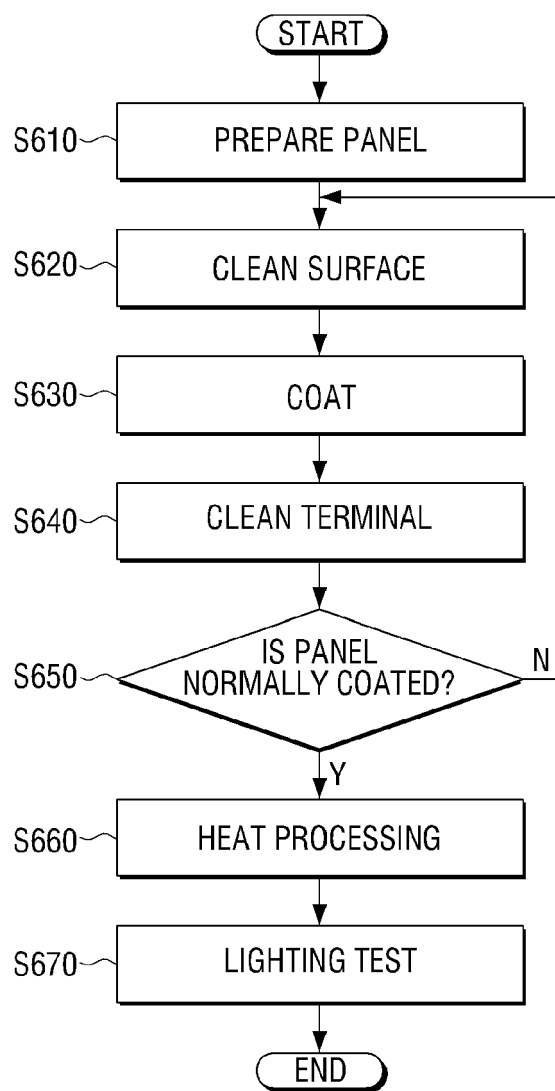 START
S610
PREPARE PANEL
S620
CLEAN SURFACE
S630
COAT
S640
CLEAN TERMINAL
S650
IS PANEL
NORMALLY COATED?
N
Y
S660
HEAT PROCESSING
S670
LIGHTING TEST
END